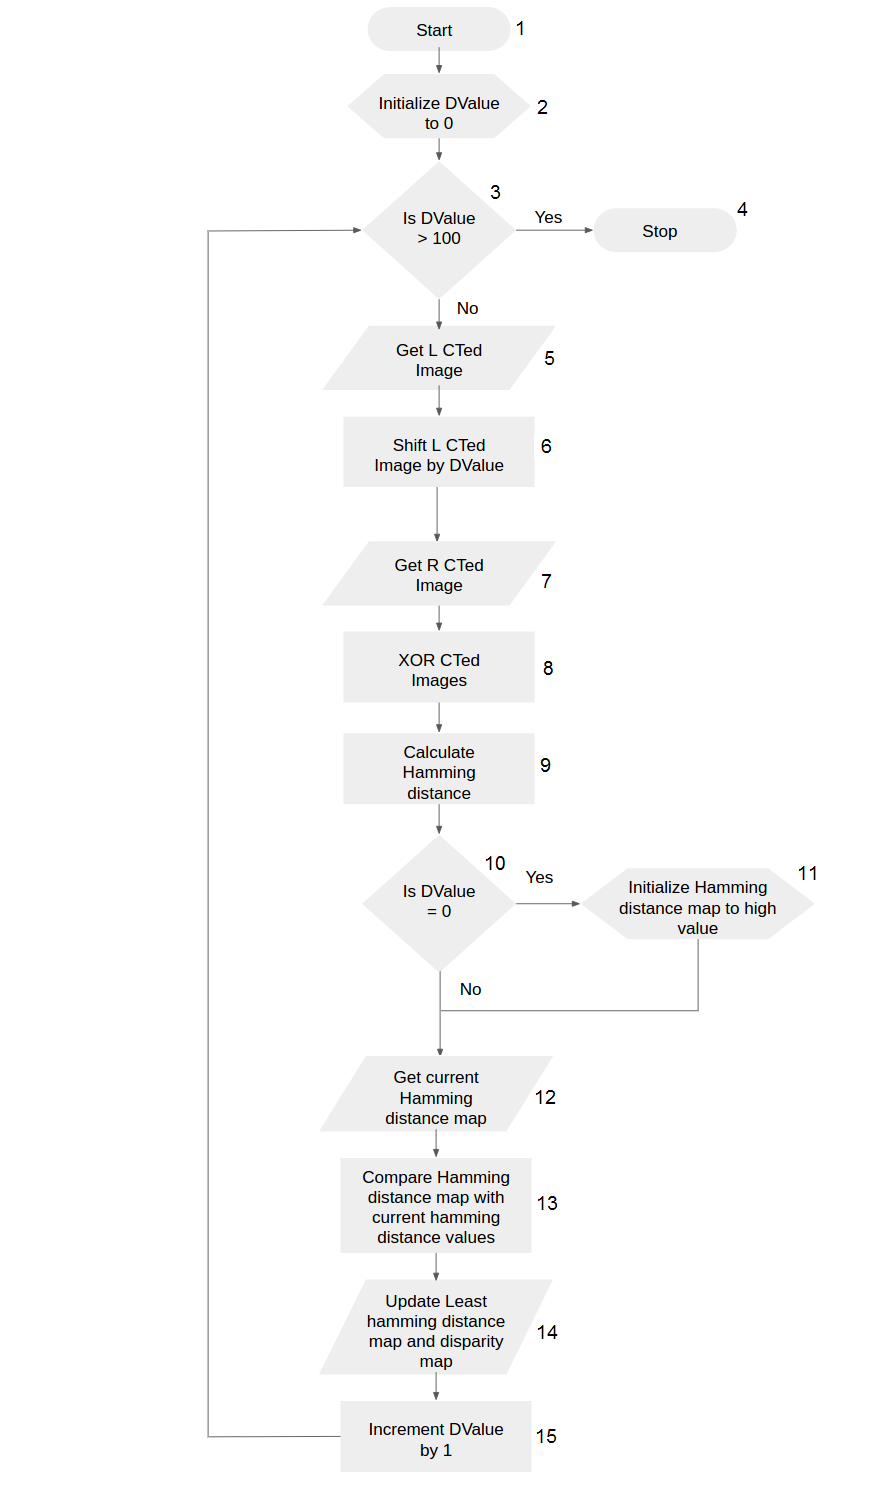 Start
1
Initialize DValue
to 0
2
3
Is DValue
> 100
Yes
4
Stop
No
Get L CTed
Image
5
Shift L CTed
Image by DValue
6
Get R CTed
Image
7
XOR CTed
Images
8
Calculate
Hamming
distance
9
10
Is DValue
= 0
Yes
11
Initialize Hamming
distance map to high
value
No
Get current
Hamming
distance map
12
Compare Hamming
distance map with
current hamming
distance values
13
Update Least
hamming distance
map and disparity
map
14
Increment DValue
by 1
15